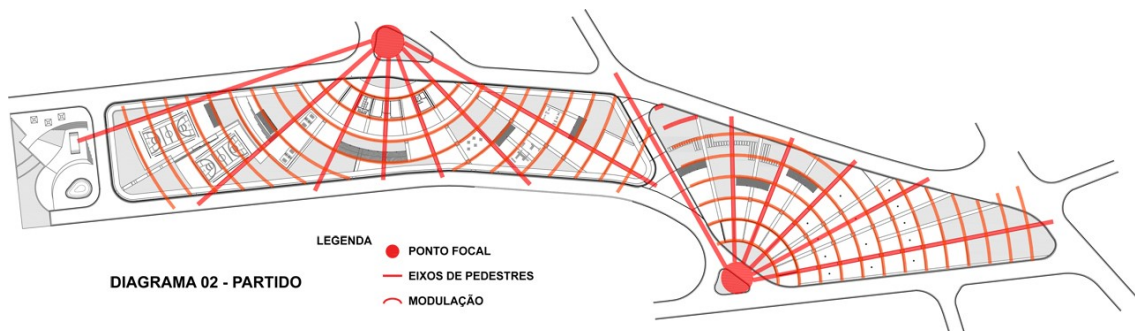 LEGENDA
PONTO FOCAL
EIXOS DE PEDESTRES
MODULAÇÃO
DIAGRAMA 02 - PARTIDO